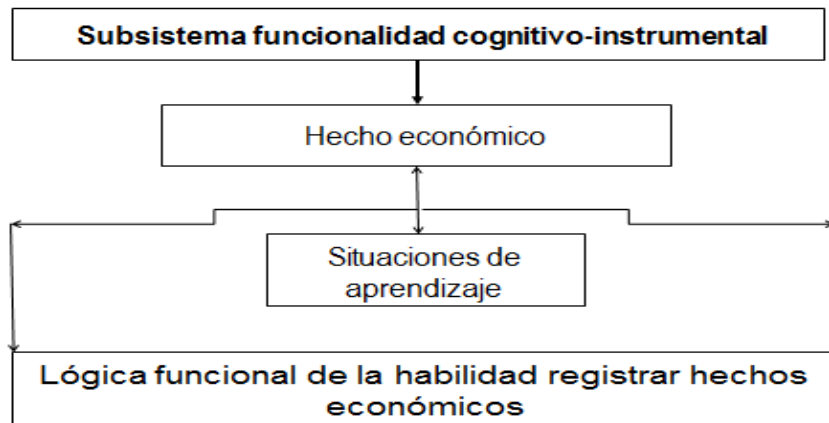 Subsistema funcionalidad cognitivo-instrumental
Hecho económico
Situaciones de
aprendizaje
Lógica funcional de la habilidad registrar hechos
económicos